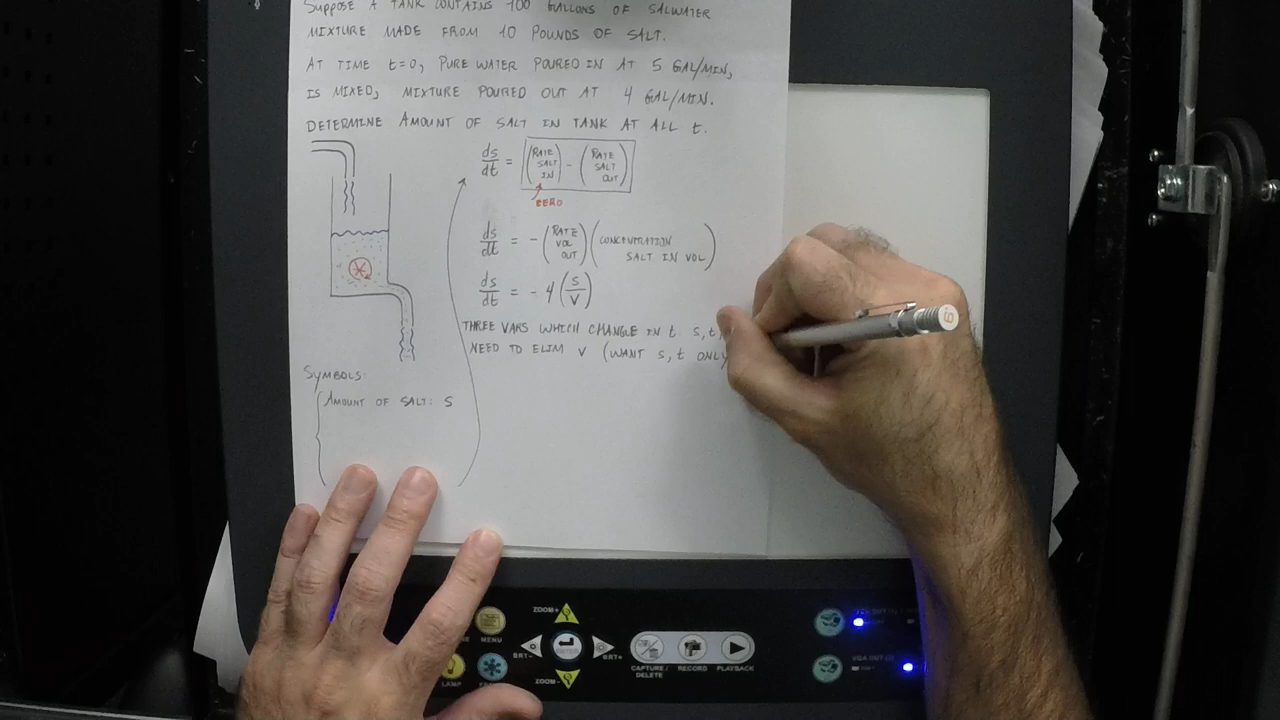 SUPPOSE A TANK CONTAINS 100 GALLONS OF SALWATER
MIXTURE MADE FROM 10 POUNDS OF SALT.
AT TIME t=0, PURE WATER POURED IN AT 5 GAL/MIN,
IS MIXED, MIXTURE POURED OUT AT 4 GAL/MIN.
DETERMINE AMOUNT OF SALT IN TANK AT ALL t.
ds/dt = (RATE SALT IN) - (RATE SALT OUT)
ZERO
ds/dt = - (RATE VOL OUT) (CONCENTRATION SALT IN VOL)
ds/dt = - 4 (S/V)
THREE VARS WHICH CHANGE IN t S, t,
NEED TO ELIM V (WANT S, t ONLY
SYMBOLS:
AMOUNT OF SALT: S
MENU
LAMP
ZOOM+
BRT-
BRT+
ZOOM-
CAPTURE/
DELETE
RECORD
PLAYBACK
VGA OUT